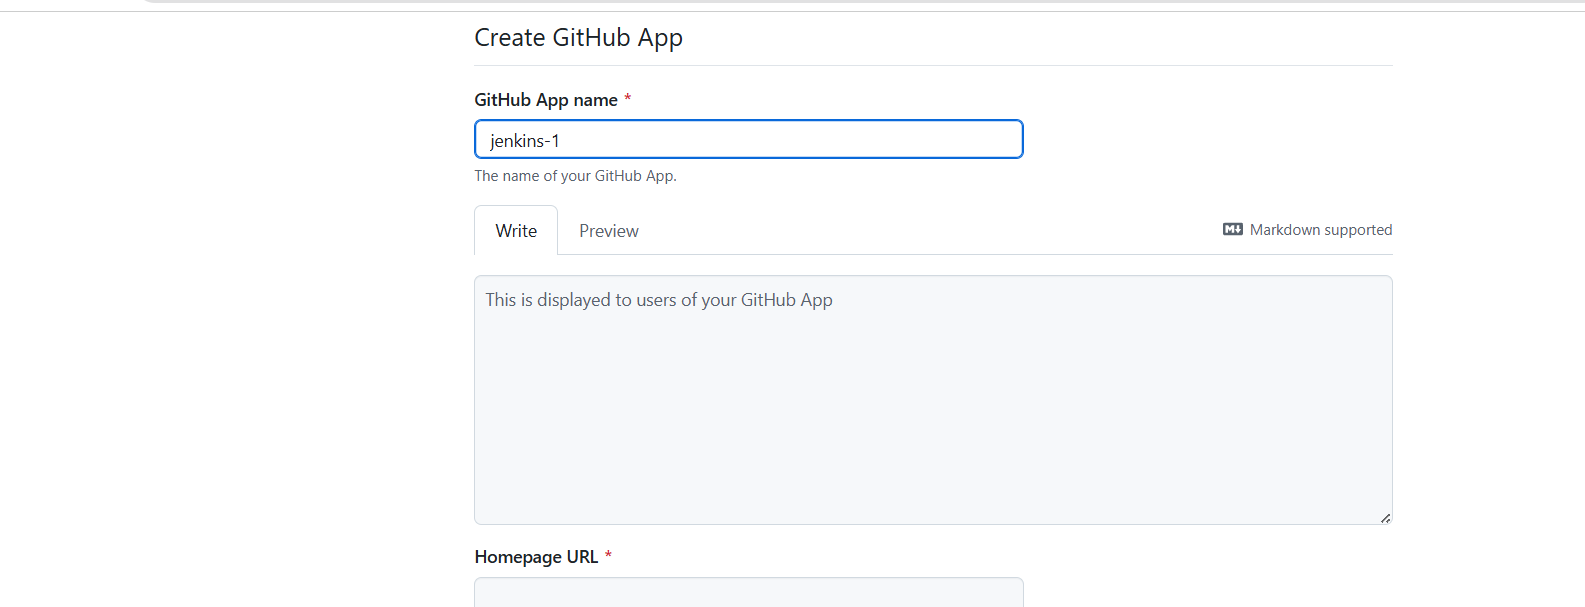 Create GitHub App
GitHub App name *
jenkins-1
The name of your GitHub App.
Write Preview Markdown supported
This is displayed to users of your GitHub App
Homepage URL *